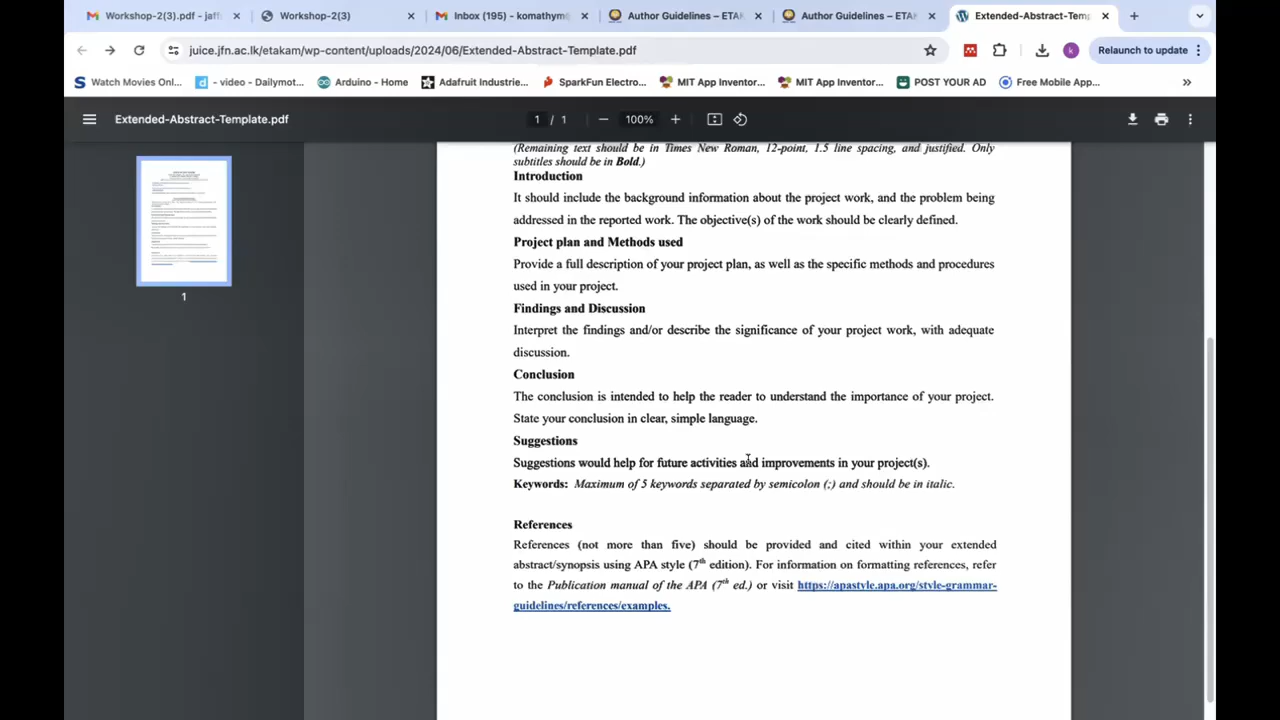 Workshop-2(3).pdf - jaff
Workshop-2(3)
Inbox (195) - komathym
Author Guidelines – ETAK
Author Guidelines – ETAK
Extended-Abstract-Temp
juice.jfn.ac.lk/etakam/wp-content/uploads/2024/06/Extended-Abstract-Template.pdf
k
Relaunch to update
Watch Movies Onl...
- video - Dailymot...
Arduino - Home
Adafruit Industrie...
SparkFun Electro...
MIT App Inventor...
MIT App Inventor...
POST YOUR AD
Free Mobile App...
Extended-Abstract-Template.pdf
1 / 1
100%
1
(Remaining text should be in Times New Roman, 12-point, 1.5 line spacing, and justified. Only
subtitles should be in Bold.)
Introduction
It should include the background information about the project work, and the problem being
addressed in the reported work. The objective(s) of the work should be clearly defined.
Project plan and Methods used
Provide a full description of your project plan, as well as the specific methods and procedures
used in your project.
Findings and Discussion
Interpret the findings and/or describe the significance of your project work, with adequate
discussion.
Conclusion
The conclusion is intended to help the reader to understand the importance of your project.
State your conclusion in clear, simple language.
Suggestions
Suggestions would help for future activities and improvements in your project(s).
Keywords: Maximum of 5 keywords separated by semicolon (;) and should be in italic.
References
References (not more than five) should be provided and cited within your extended
abstract/synopsis using APA style (7th edition). For information on formatting references, refer
to the Publication manual of the APA (7th ed.) or visit https://apastyle.apa.org/style-grammar-
guidelines/references/examples.